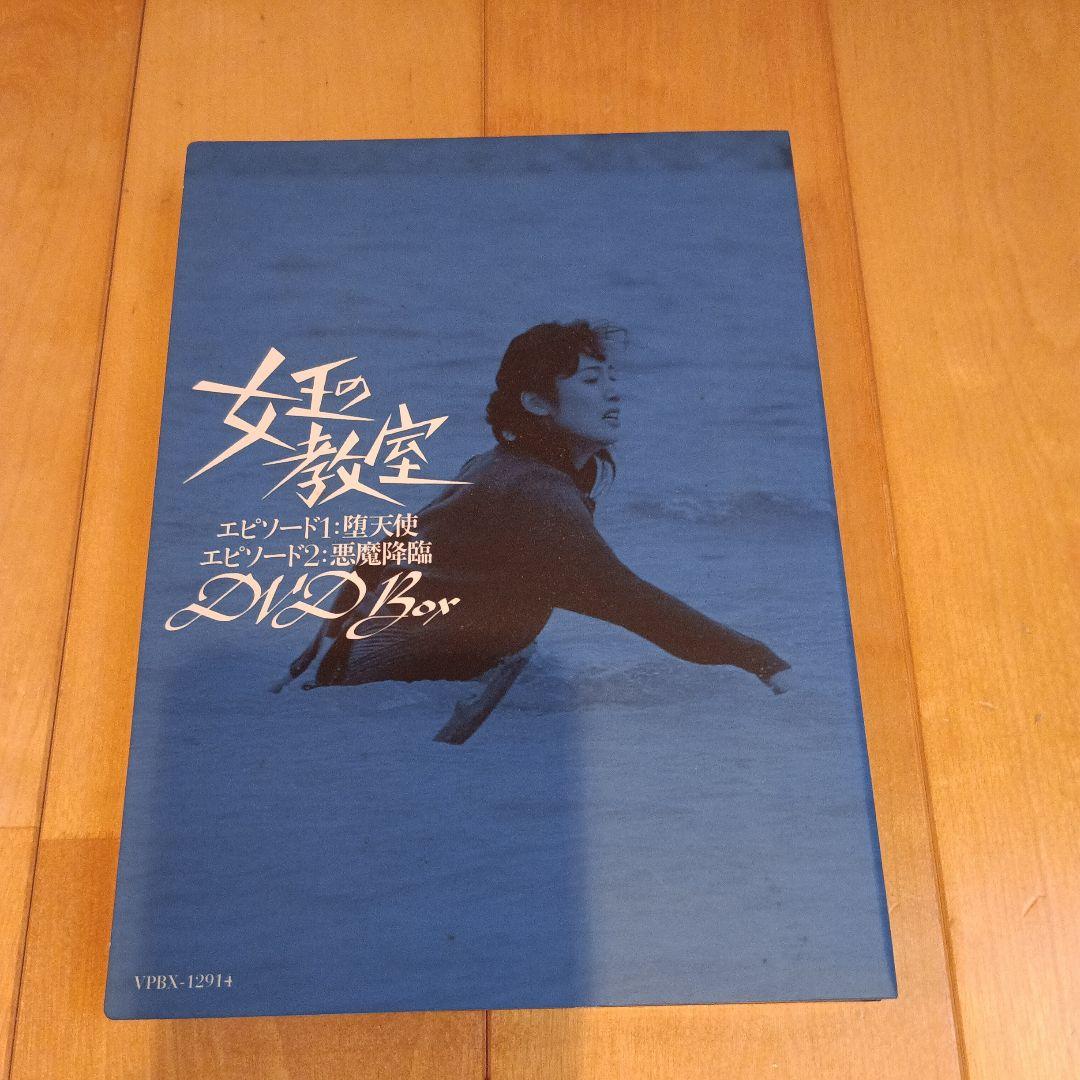 女王の
教室
エピソード1:堕天使
エピソード2:悪魔降臨
DVD Box
VPBX-12914